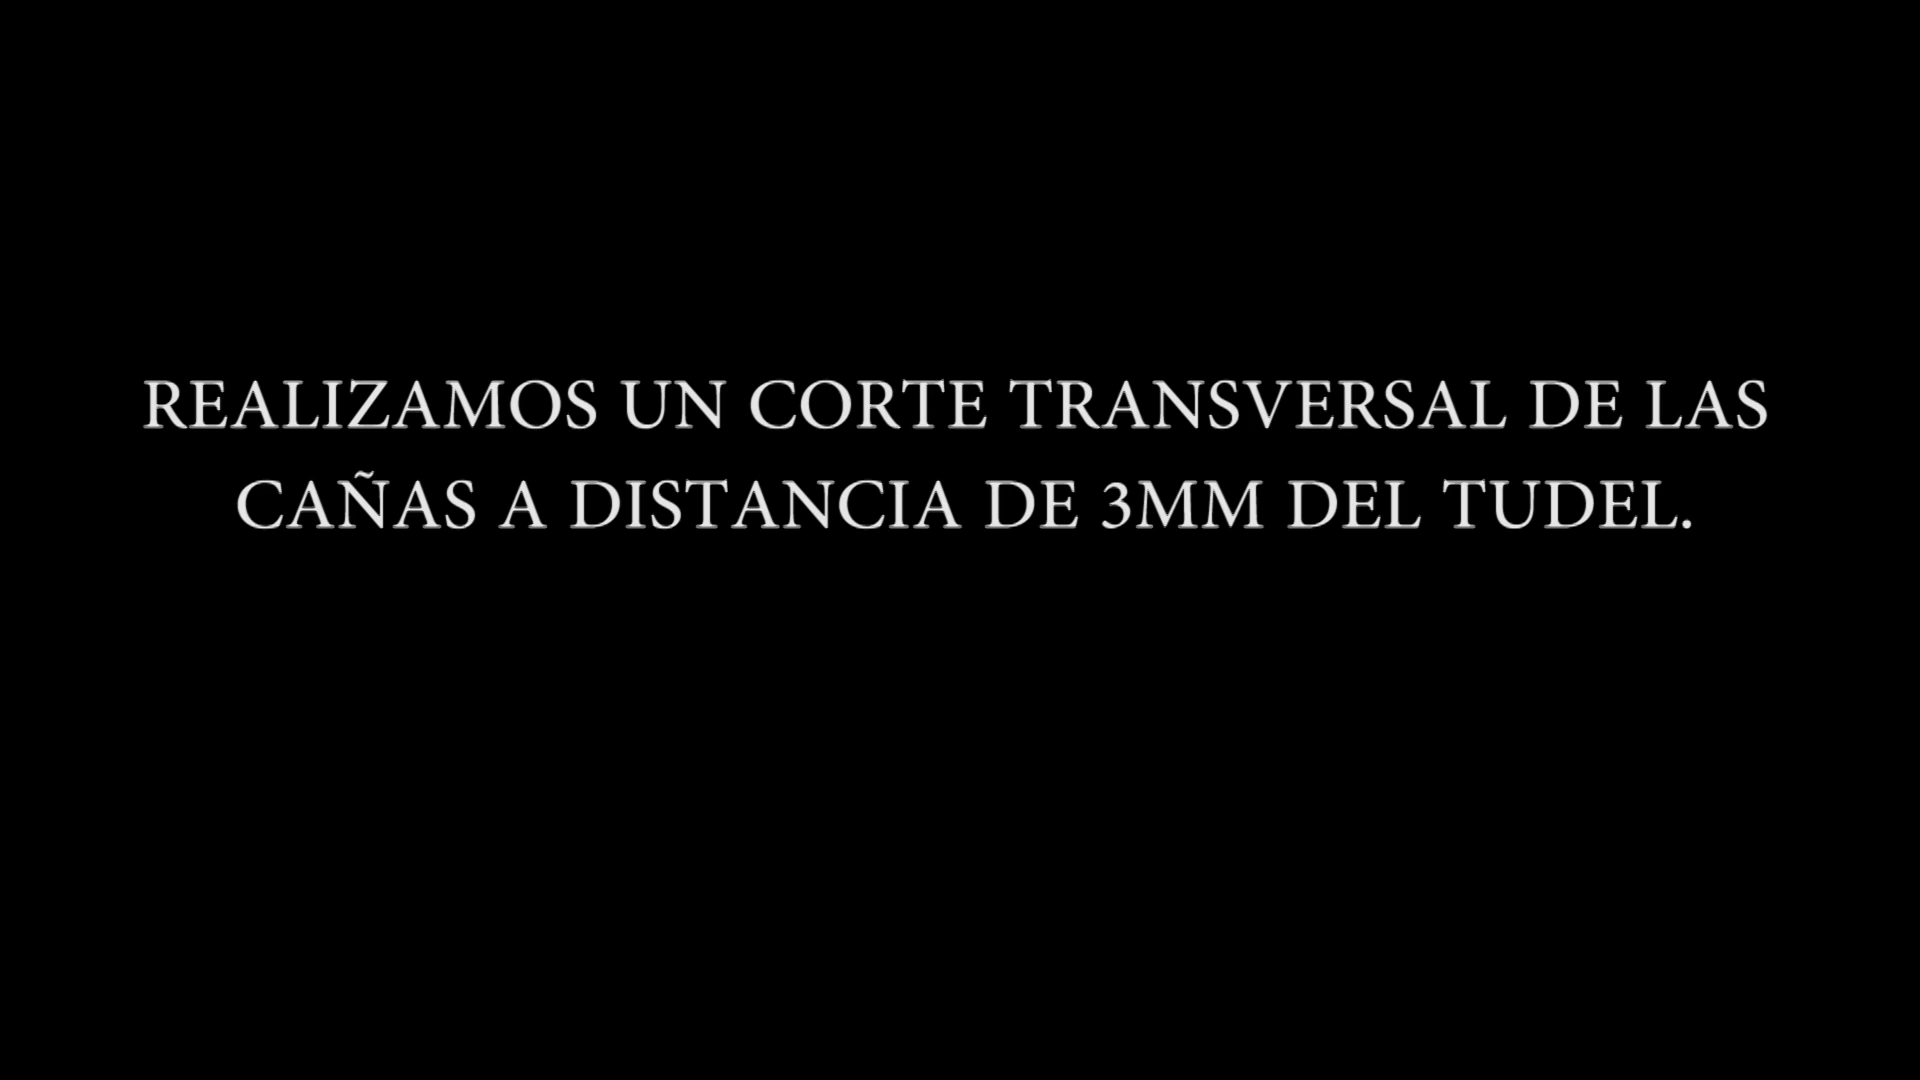 REALIZAMOS UN CORTE TRANSVERSAL DE LAS
CAÑAS A DISTANCIA DE 3MM DEL TUDEL.